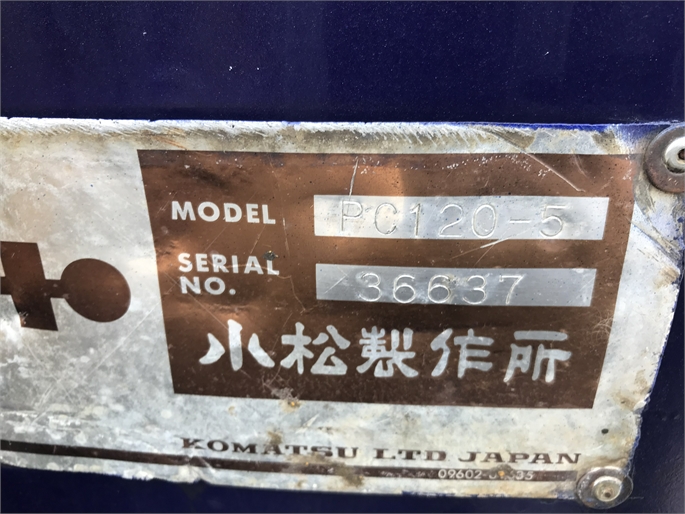 MODEL PC120-5
SERIAL
NO. 36637
小松製作所
KOMATSU LTD JAPAN